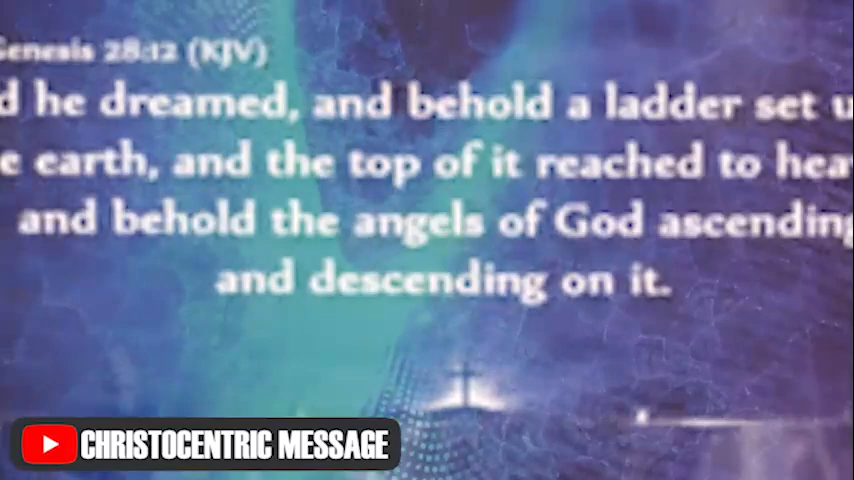 Genesis 28:12 (KJV)
d he dreamed, and behold a ladder set u
e earth, and the top of it reached to hea
and behold the angels of God ascending
and descending on it.
CHRISTOCENTRIC MESSAGE